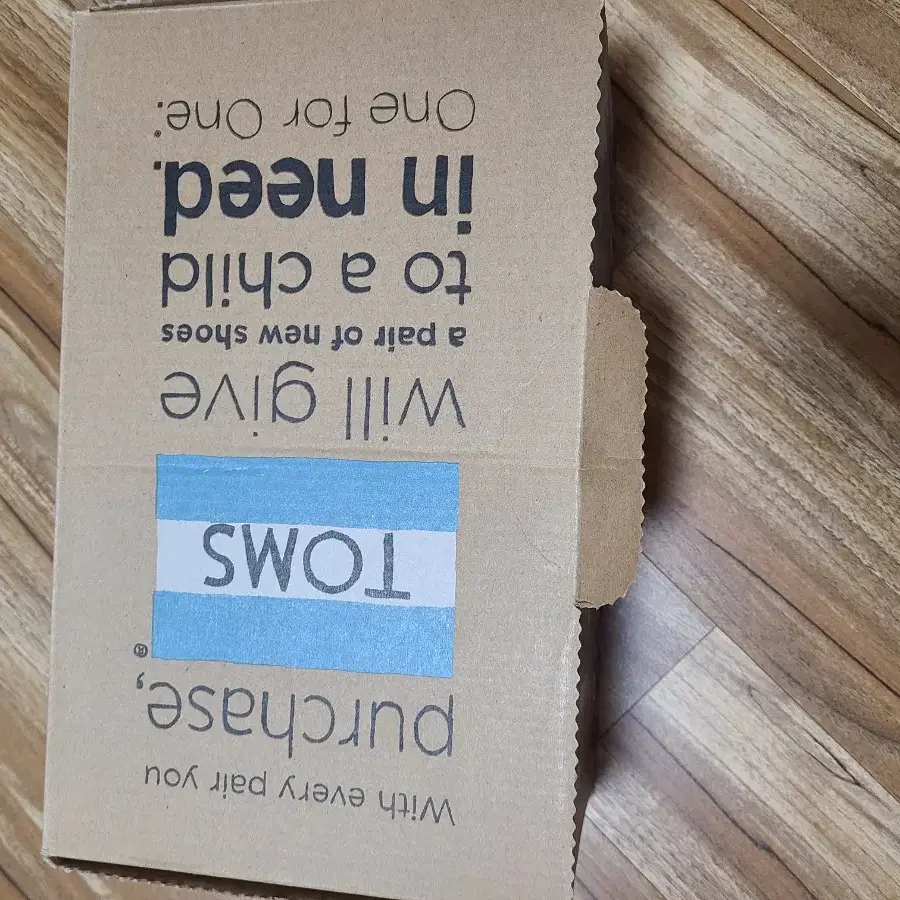 With every pair you
purchase,
®
TOMS
will give
a pair of new shoes
to a child
in need.
One for One.®